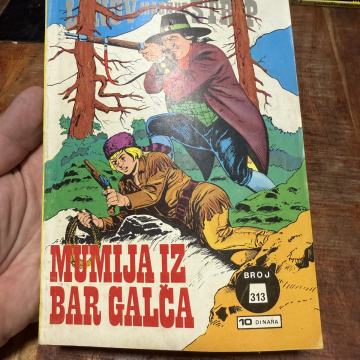 MUMIJA IZ
BAR GALČA
BROJ
313
10 DINARA